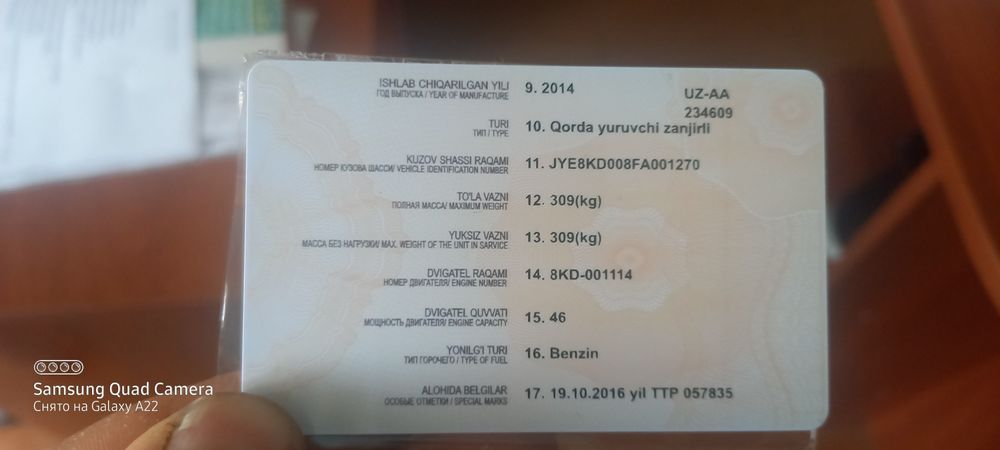 ISHLAB CHIQARILGAN YILI 9. 2014
ГОД ВЫПУСКА / YEAR OF MANUFACTURE
UZ-AA
234609
TURI 10. Qorda yuruvchi zanjirli
ТИП / TYPE
KUZOV SHASSI RAQAMI 11. JYE8KD008FA001270
НОМЕР КУЗОВА ШАССИ/ VEHICLE IDENTIFICATION NUMBER
TO'LA VAZNI 12. 309(kg)
ПОЛНАЯ МАССА/ MAXIMUM WEIGHT
YUKSIZ VAZNI 13. 309(kg)
МАССА БЕЗ НАГРУЗКИ/ MAX. WEIGHT OF THE UNIT IN SARVICE
DVIGATEL RAQAMI 14. 8KD-001114
НОМЕР ДВИГАТЕЛЯ/ ENGINE NUMBER
DVIGATEL QUVVATI 15. 46
МОЩНОСТЬ ДВИГАТЕЛЯ/ ENGINE CAPACITY
YONILG'I TURI 16. Benzin
ТИП ГОРЮЧЕГО / TYPE OF FUEL
ALOHIDA BELGILAR 17. 19.10.2016 yil TTP 057835
ОСОБЫЕ ОТМЕТКИ / SPECIAL MARKS
Samsung Quad Camera
Снято на Galaxy A22